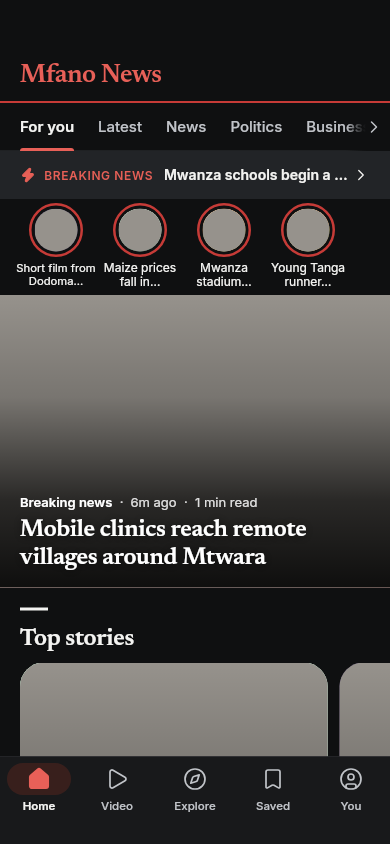 Mfano News
For you Latest News Politics Busines
BREAKING NEWS Mwanza schools begin a ...
Short film from Dodoma...
Maize prices fall in...
Mwanza stadium...
Young Tanga runner...
Breaking news · 6m ago · 1 min read
Mobile clinics reach remote
villages around Mtwara
Top stories
Home Video Explore Saved You